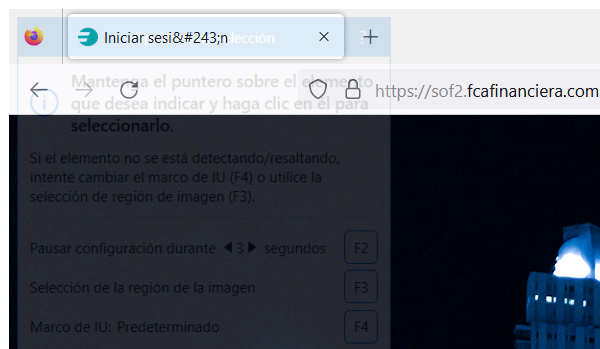 Iniciar sesi&#243;n
lección
https://sof2.fcafinanciera.com
Mantenga el puntero sobre el elemento
que desea indicar y haga clic en él para
seleccionarlo.
Si el elemento no se está detectando/resaltando,
intente cambiar el marco de IU (F4) o utilice la
selección de región de imagen (F3).
Pausar configuración durante 3 segundos F2
Selección de la región de la imagen F3
Marco de IU: Predeterminado F4